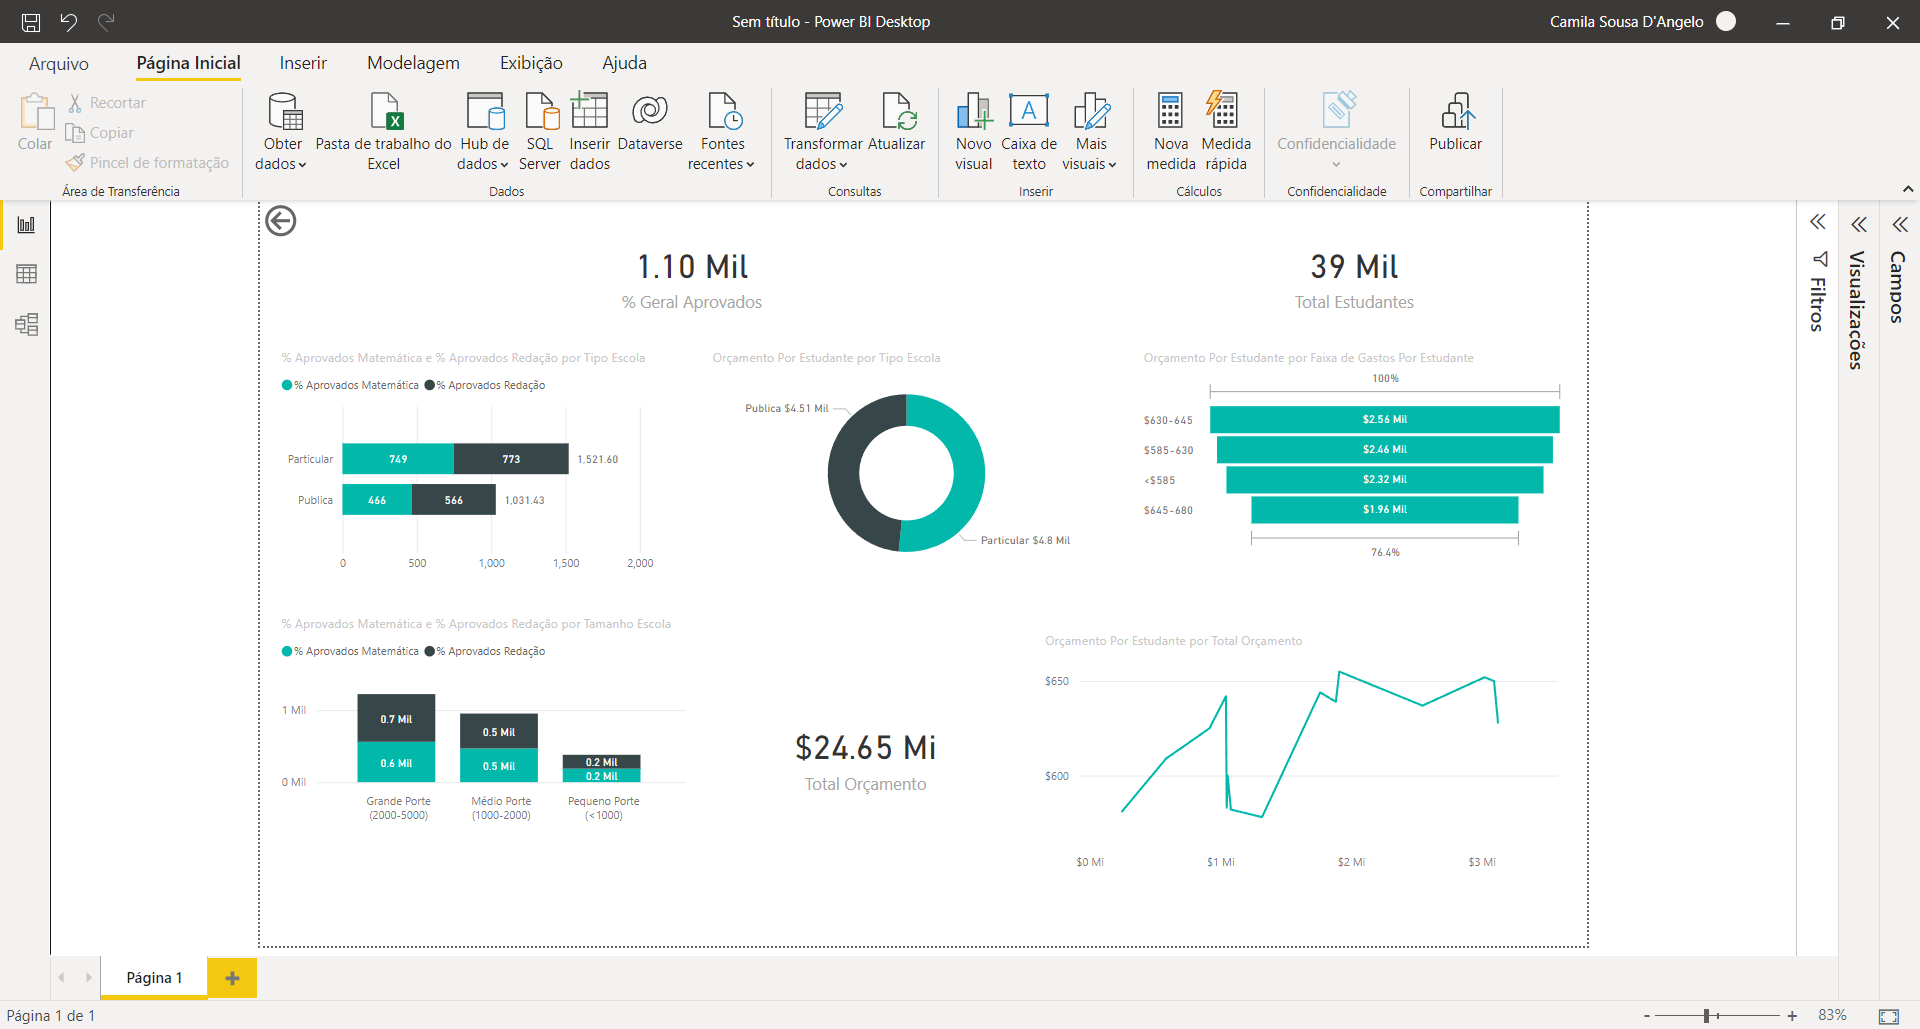 Sem título - Power BI Desktop
Camila Sousa D'Angelo
Arquivo
Página Inicial
Inserir
Modelagem
Exibição
Ajuda
Colar
Recortar
Copiar
Pincel de formatação
Área de Transferência
Obter dados
Pasta de trabalho do Excel
Hub de dados
SQL Server
Inserir dados
Dataverse
Fontes recentes
Dados
Transformar dados
Atualizar
Consultas
Novo visual
Caixa de texto
Mais visuais
Inserir
Nova medida
Medida rápida
Cálculos
Confidencialidade
Confidencialidade
Publicar
Compartilhar
Filtros
Visualizações
Campos
1.10 Mil
% Geral Aprovados
39 Mil
Total Estudantes
% Aprovados Matemática e % Aprovados Redação por Tipo Escola
% Aprovados Matemática
% Aprovados Redação
Particular
749
773
1,521.60
Publica
466
566
1,031.43
0
500
1,000
1,500
2,000
Orçamento Por Estudante por Tipo Escola
Publica $4.51 Mil
Particular $4.8 Mil
Orçamento Por Estudante por Faixa de Gastos Por Estudante
100%
$630-645
$2.56 Mil
$585-630
$2.46 Mil
<$585
$2.32 Mil
$645-680
$1.96 Mil
76.4%
% Aprovados Matemática e % Aprovados Redação por Tamanho Escola
% Aprovados Matemática
% Aprovados Redação
1 Mil
0 Mil
0.7 Mil
0.6 Mil
0.5 Mil
0.5 Mil
0.2 Mil
0.2 Mil
Grande Porte
(2000-5000)
Médio Porte
(1000-2000)
Pequeno Porte
(<1000)
$24.65 Mi
Total Orçamento
Orçamento Por Estudante por Total Orçamento
$650
$600
$0 Mi
$1 Mi
$2 Mi
$3 Mi
Página 1
Página 1 de 1
83%